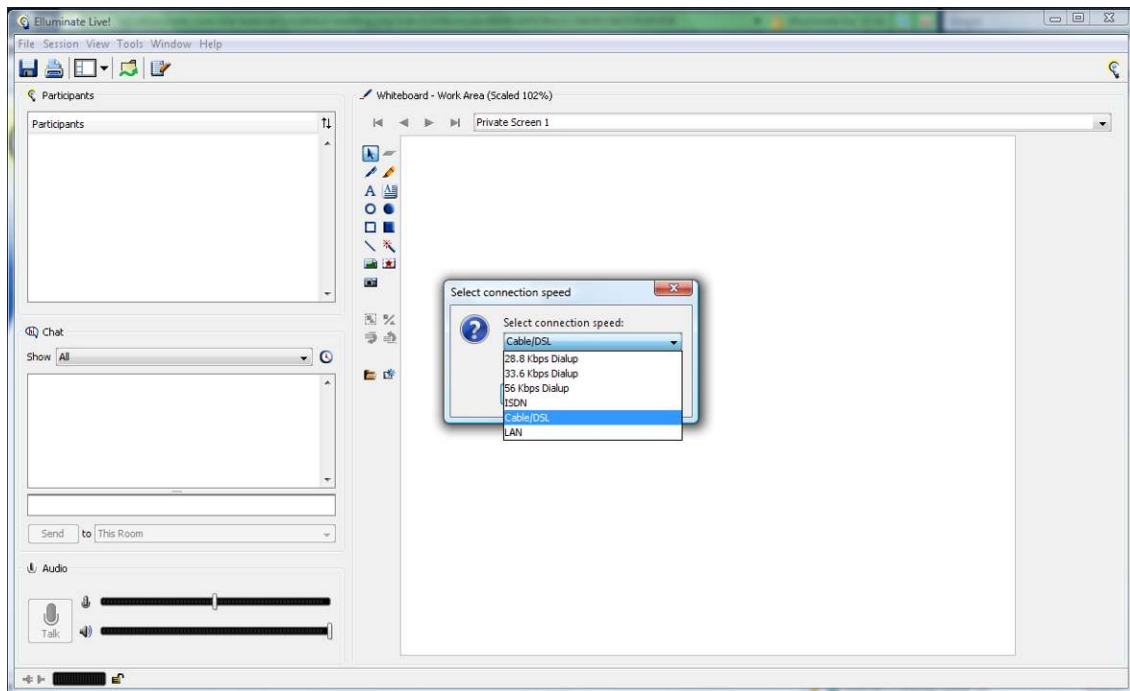 Elluminate Live!
File Session View Tools Window Help
Participants
Participants
Chat
Show All
Send to This Room
Audio
Talk
Whiteboard - Work Area (Scaled 102%)
Private Screen 1
A
Select connection speed
Select connection speed:
Cable/DSL
28.8 Kbps Dialup
33.6 Kbps Dialup
56 Kbps Dialup
ISDN
Cable/DSL
LAN